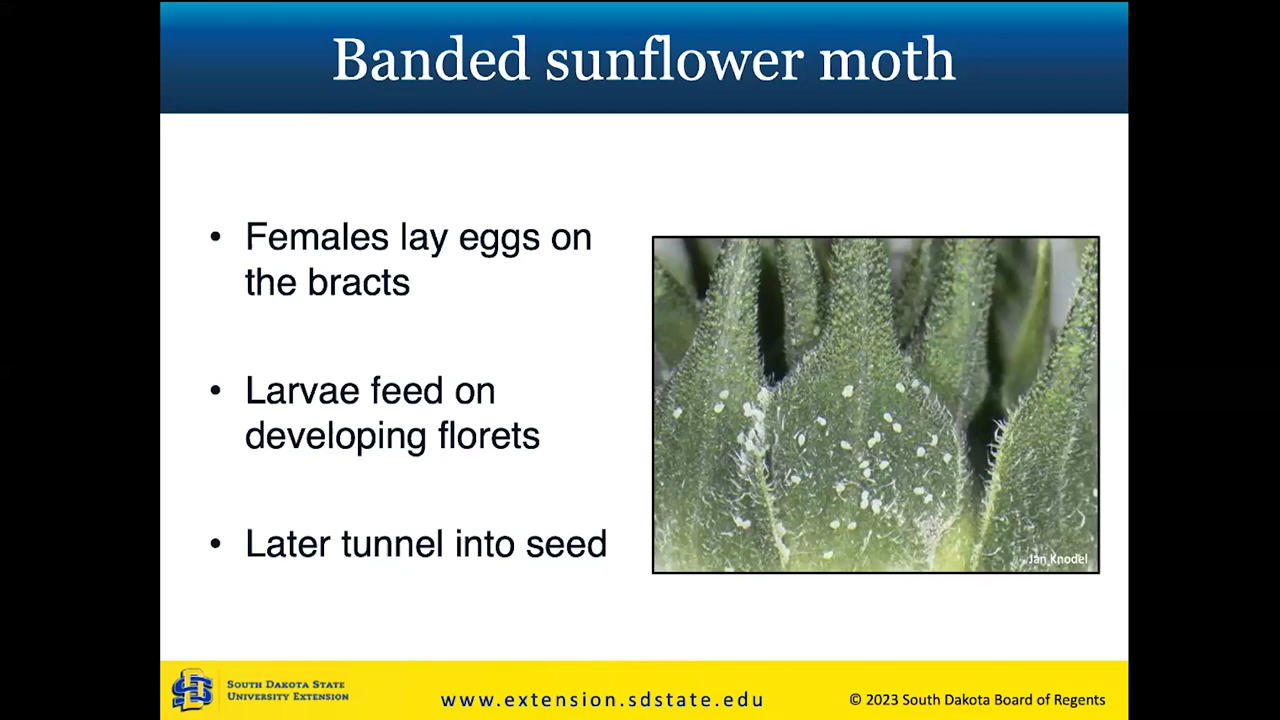 Banded sunflower moth
• Females lay eggs on
the bracts
• Larvae feed on
developing florets
• Later tunnel into seed
Jan Knodel
SOUTH DAKOTA STATE
UNIVERSITY EXTENSION
www.extension.sdstate.edu
© 2023 South Dakota Board of Regents